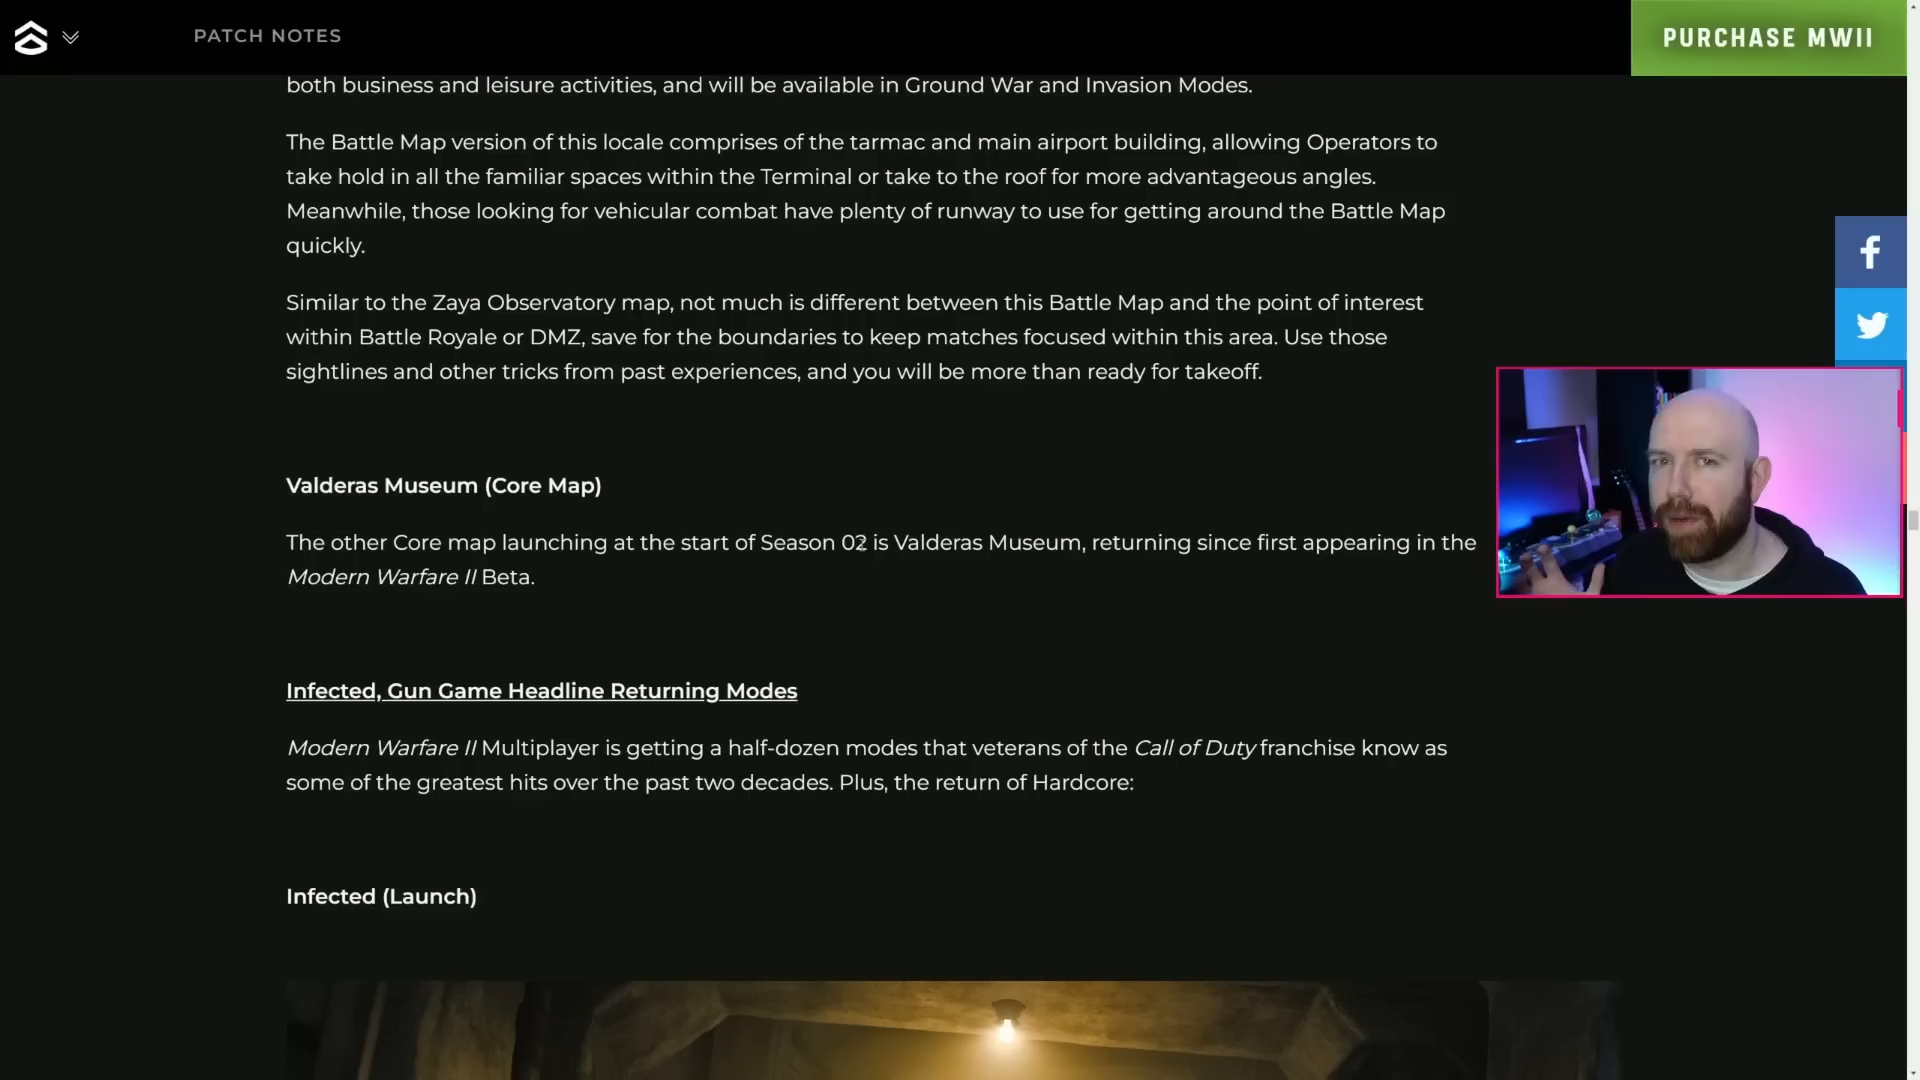 PATCH NOTES
PURCHASE MWII
both business and leisure activities, and will be available in Ground War and Invasion Modes.
The Battle Map version of this locale comprises of the tarmac and main airport building, allowing Operators to
take hold in all the familiar spaces within the Terminal or take to the roof for more advantageous angles.
Meanwhile, those looking for vehicular combat have plenty of runway to use for getting around the Battle Map
quickly.
Similar to the Zaya Observatory map, not much is different between this Battle Map and the point of interest
within Battle Royale or DMZ, save for the boundaries to keep matches focused within this area. Use those
sightlines and other tricks from past experiences, and you will be more than ready for takeoff.
Valderas Museum (Core Map)
The other Core map launching at the start of Season 02 is Valderas Museum, returning since first appearing in the
Modern Warfare II Beta.
Infected, Gun Game Headline Returning Modes
Modern Warfare II Multiplayer is getting a half-dozen modes that veterans of the Call of Duty franchise know as
some of the greatest hits over the past two decades. Plus, the return of Hardcore:
Infected (Launch)